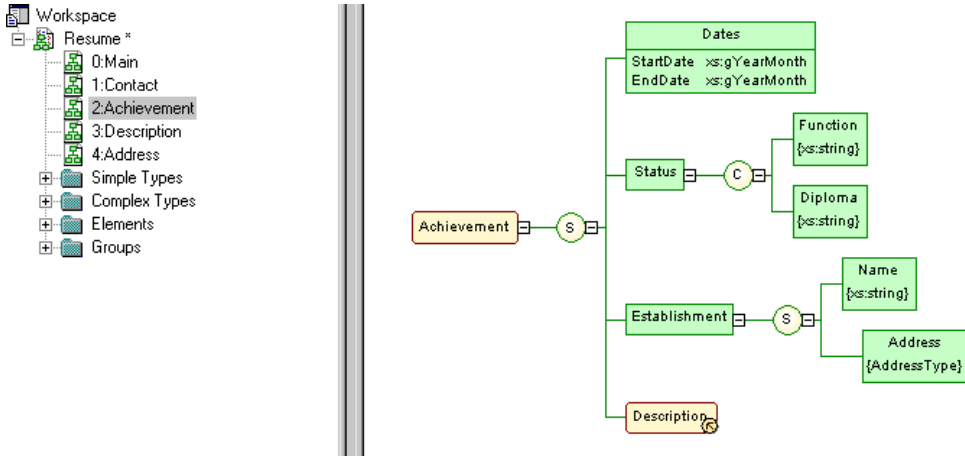 Workspace
Resume *
0:Main
1:Contact
2:Achievement
3:Description
4:Address
Simple Types
Complex Types
Elements
Groups
Dates
StartDate xs:gYearMonth
EndDate xs:gYearMonth
Function
{xs:string}
Status
C
Diploma
{xs:string}
Achievement
S
Name
{xs:string}
Establishment
S
Address
{AddressType}
Description